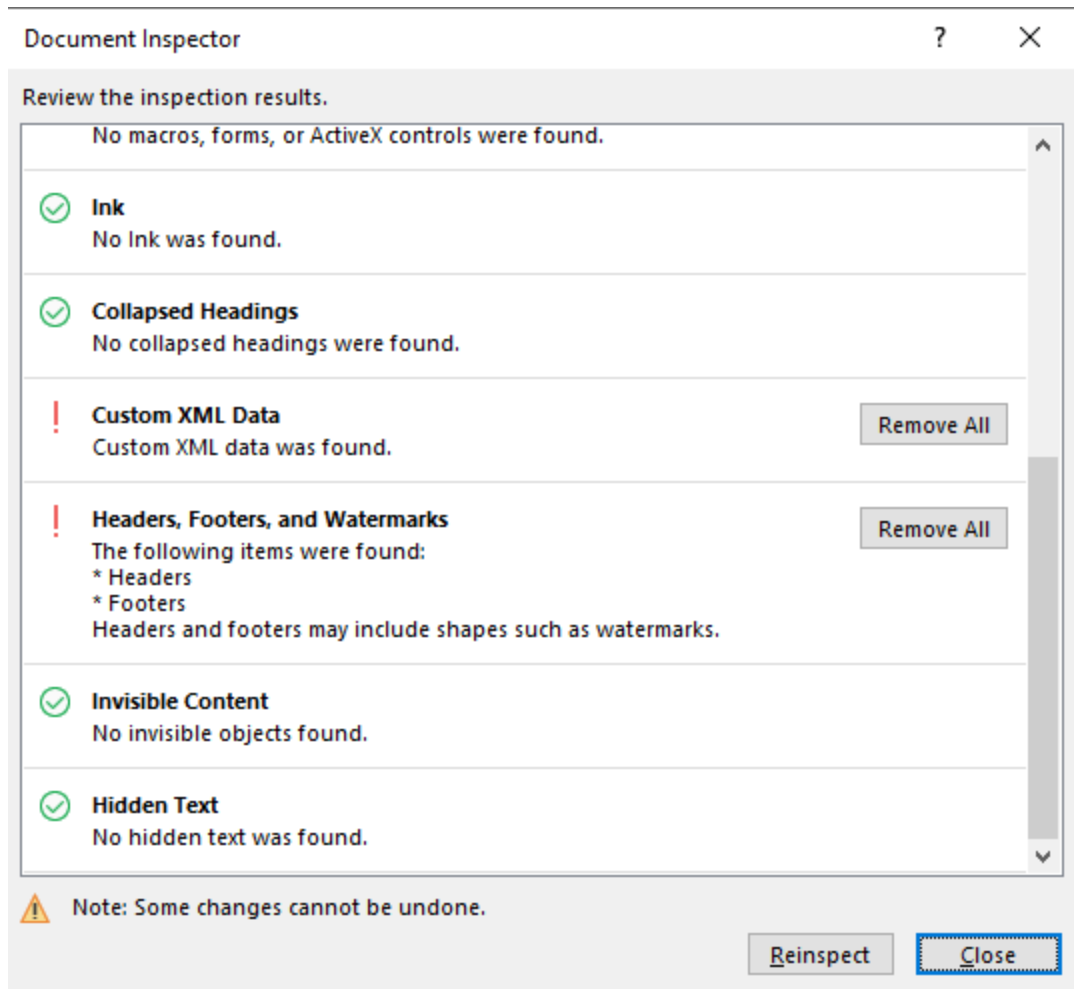 Document Inspector
?
Review the inspection results.
No macros, forms, or ActiveX controls were found.
Ink
No Ink was found.
Collapsed Headings
No collapsed headings were found.
Custom XML Data
Remove All
Custom XML data was found.
Headers, Footers, and Watermarks
Remove All
The following items were found:
* Headers
* Footers
Headers and footers may include shapes such as watermarks.
Invisible Content
No invisible objects found.
Hidden Text
No hidden text was found.
Note: Some changes cannot be undone.
Reinspect
Close